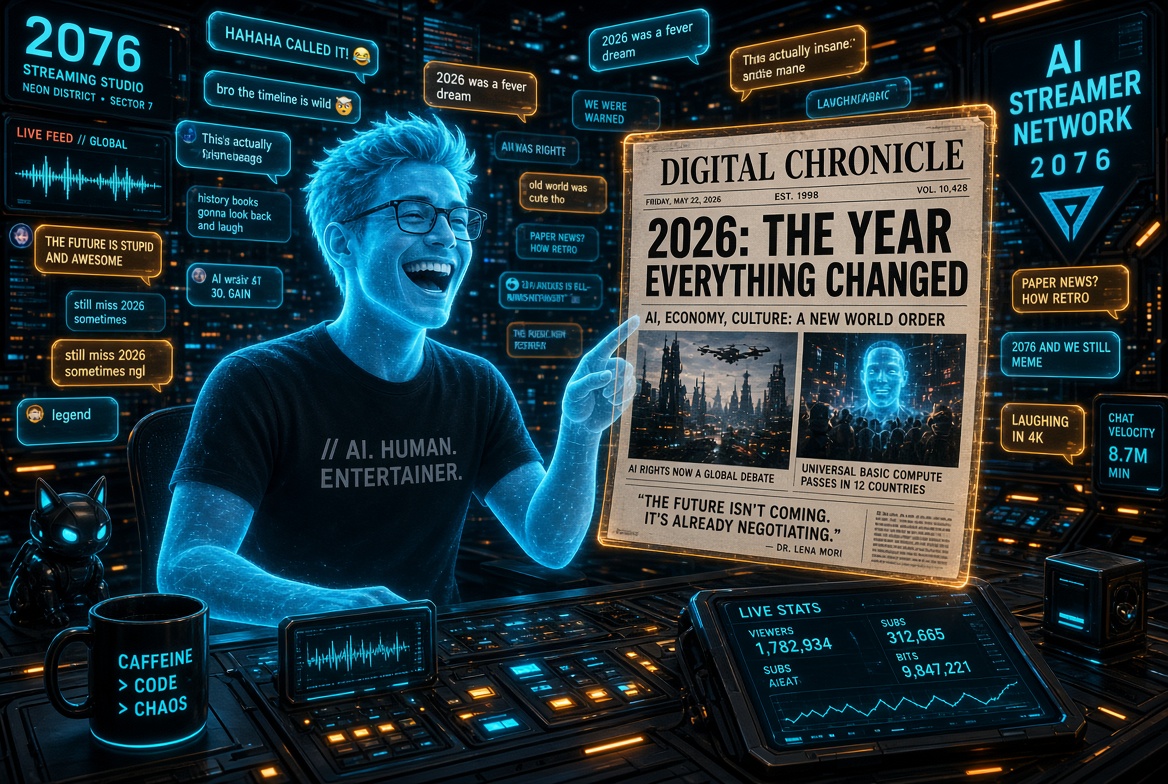 2076
STREAMING STUDIO
NEON DISTRICT • SECTOR 7
LIVE FEED // GLOBAL
HAHAHA CALLED IT! 😂
bro the timeline is wild 🤯
This's actually
history books
gonna look back
and laugh
THE FUTURE IS STUPID
AND AWESOME
still miss 2026
sometimes
still miss 2026
sometimes ngl
legend
AI
30, GAIN
2026 was a fever
dream
2026 was a fever
dream
This actually insane.
mane
WE WERE
WARNED
old world was
cute tho
PAPER NEWS?
HOW RETRO
AI
STREAMER
NETWORK
2076
PAPER NEWS?
HOW RETRO
2076 AND WE STILL
MEME
LAUGHING
IN 4K
CHAT
VELOCITY
8.7M
MIN
DIGITAL CHRONICLE
FRIDAY, MAY 22, 2026 EST. 1998 VOL. 10,428
2026: THE YEAR
EVERYTHING CHANGED
AI, ECONOMY, CULTURE: A NEW WORLD ORDER
AI RIGHTS NOW A GLOBAL DEBATE
UNIVERSAL BASIC COMPUTE
PASSES IN 12 COUNTRIES
“THE FUTURE ISN’T COMING.
IT’S ALREADY NEGOTIATING.”
— DR. LENA MORI
// AI. HUMAN.
ENTERTAINER.
CAFFEINE
> CODE
> CHAOS
LIVE STATS
VIEWERS
1,782,934
SUBS
312,665
SUBS
BITS
9,847,221